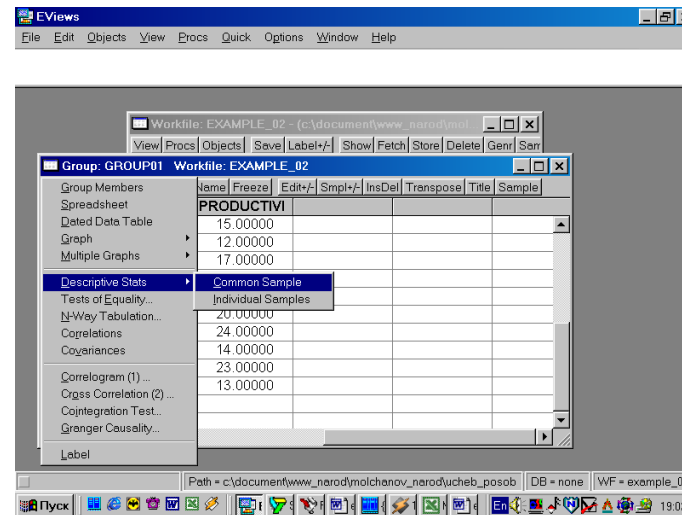 EViews
File Edit Objects View Procs Quick Options Window Help
Workfile: EXAMPLE_02 - (c:\document\www_narod\mol...
View Procs Objects Save Label+/- Show Fetch Store Delete Genr Sam
Group: GROUP01 Workfile: EXAMPLE_02
Name Freeze Edit+/- Smpl+/- InsDel Transpose Title Sample
Group Members
Spreadsheet
Dated Data Table
Graph
Multiple Graphs
Descriptive Stats
Tests of Equality...
N-Way Tabulation...
Correlations
Covariances
Correlogram (1) ...
Cross Correlation (2) ...
Cointegration Test...
Granger Causality...
Label
Common Sample
Individual Samples
PRODUCTIVI
15.00000
12.00000
17.00000
20.00000
24.00000
14.00000
23.00000
13.00000
Path = c:\document\www_narod\molchanov_narod\ucheb_posob DB = none WF = example_0
Пуск En 19:0